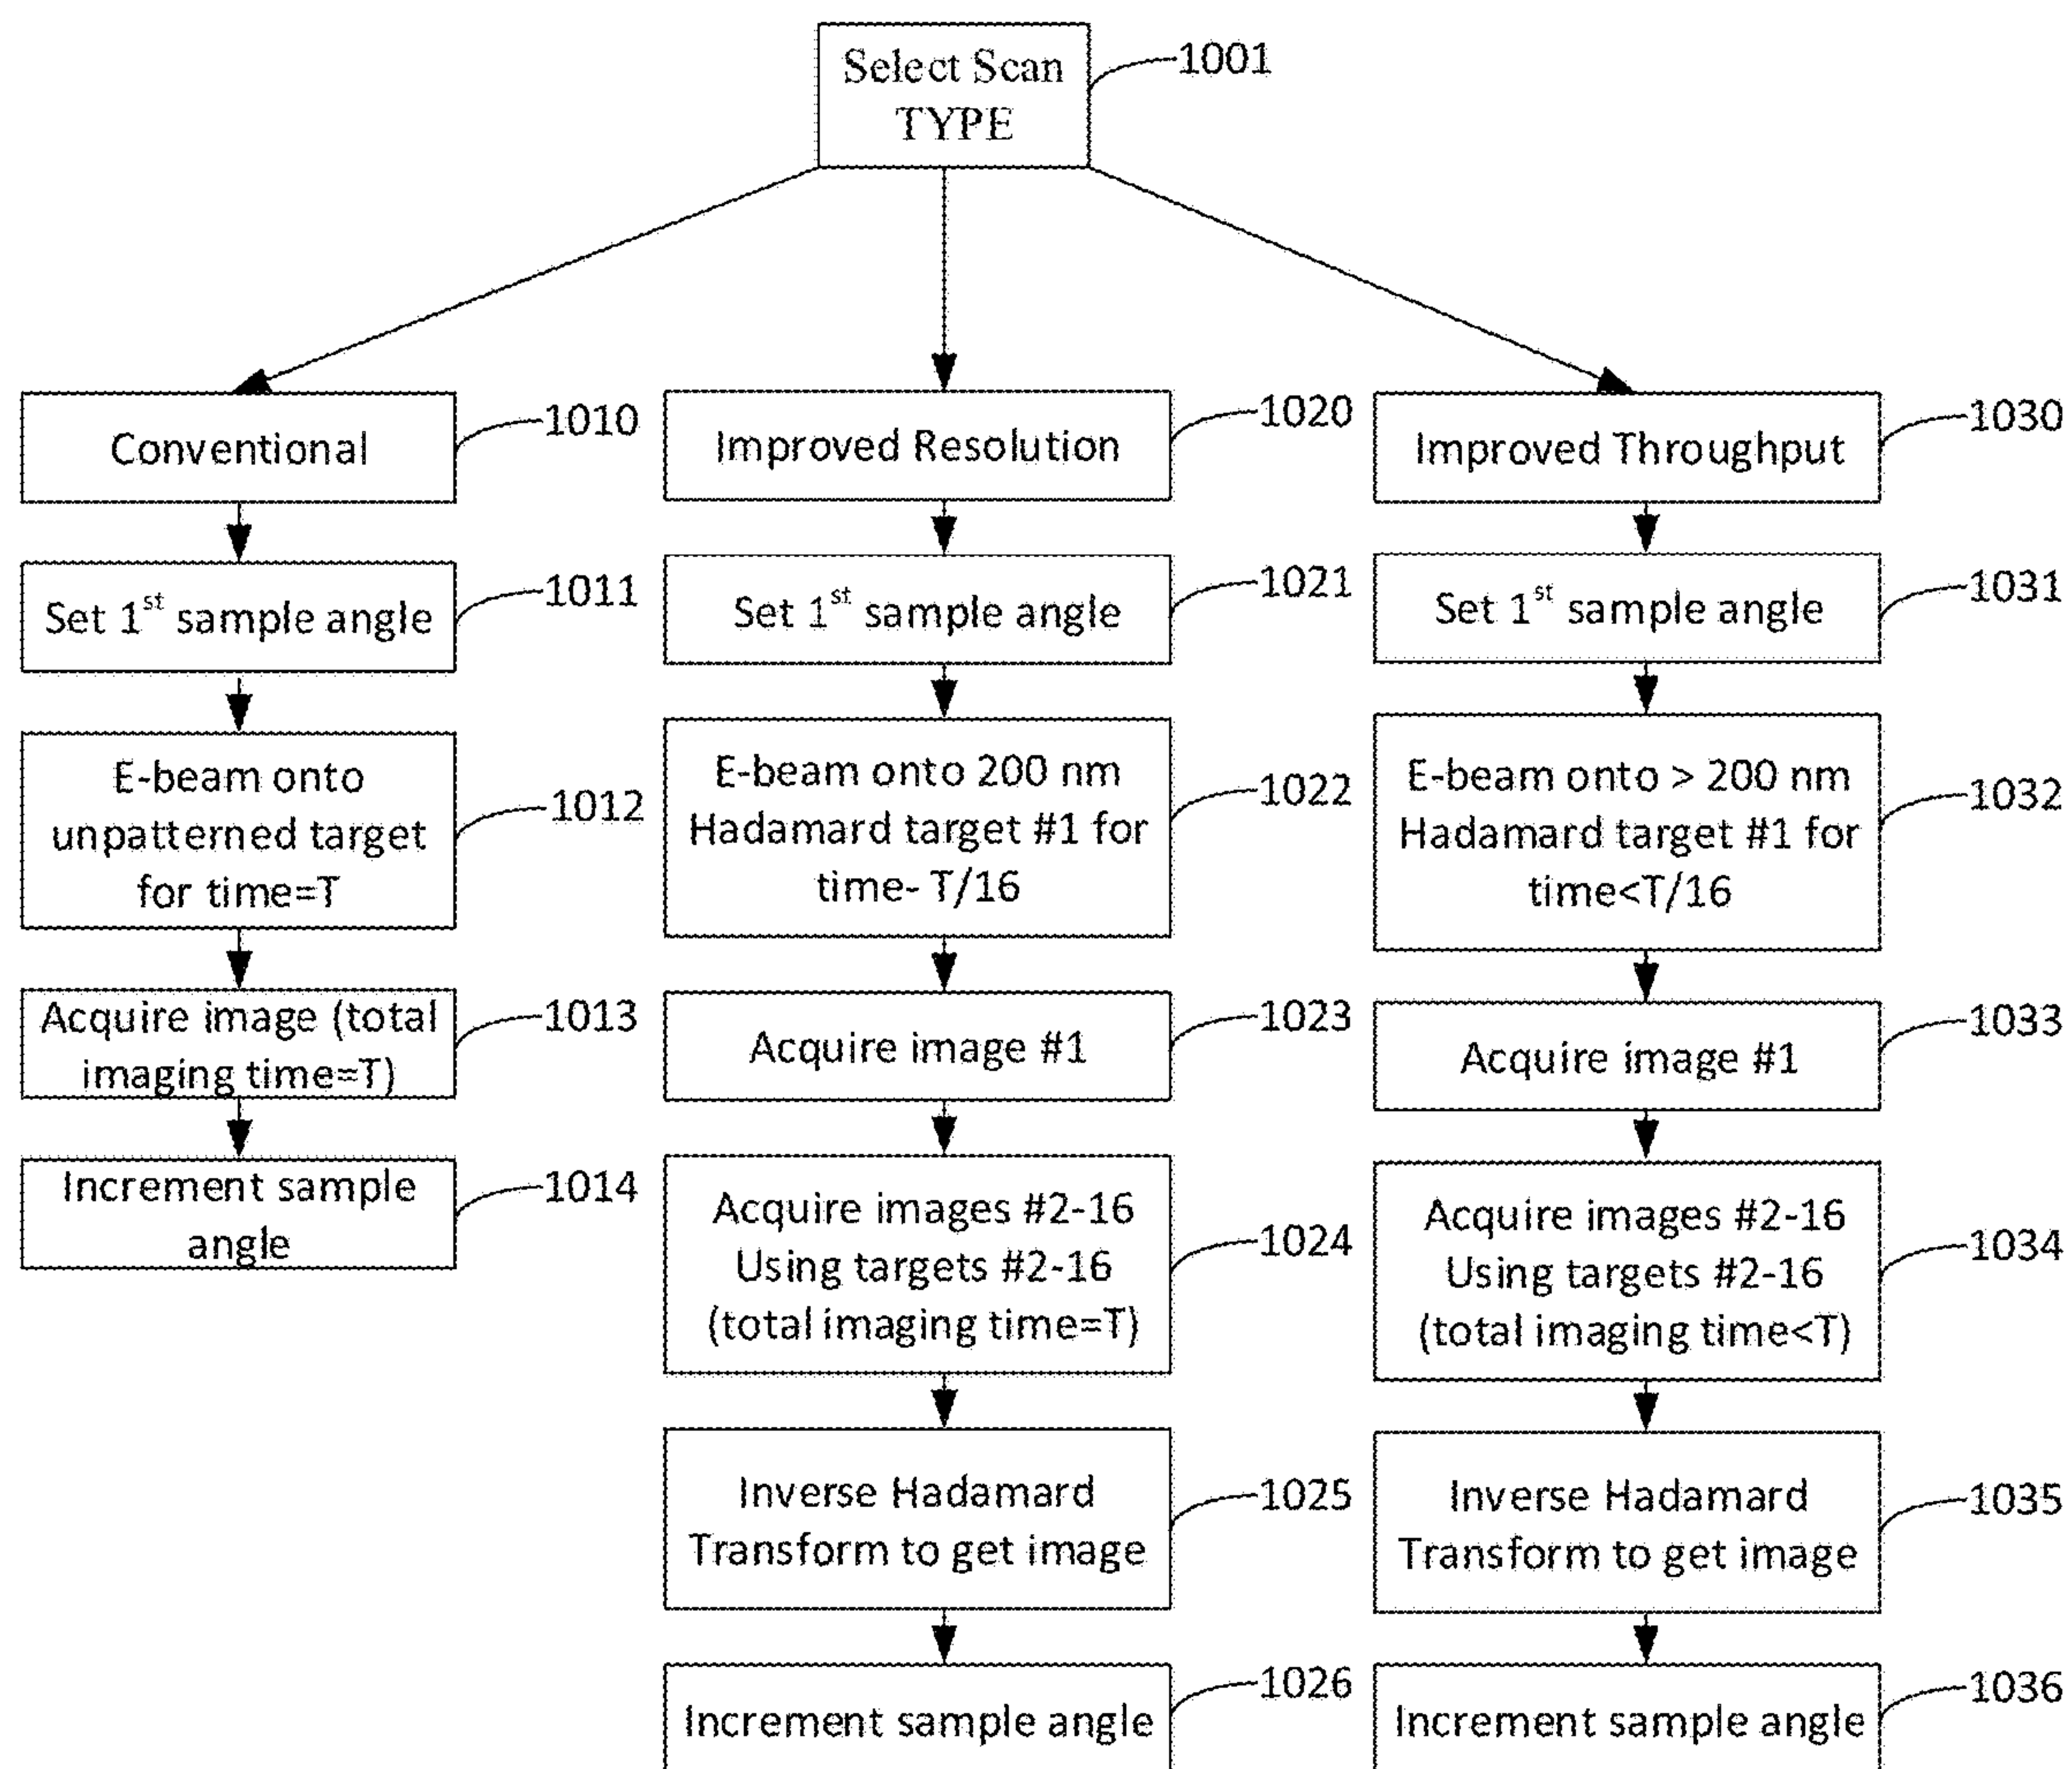 Select Scan
TYPE
1001
Conventional
1010
Set 1st sample angle
1011
E-beam onto
unpatterned target
for time=T
1012
Acquire image (total
imaging time=T)
1013
Increment sample
angle
1014
Improved Resolution
1020
Set 1st sample angle
1021
E-beam onto 200 nm
Hadamard target #1 for
time- T/16
1022
Acquire image #1
1023
Acquire images #2-16
Using targets #2-16
(total imaging time=T)
1024
Inverse Hadamard
Transform to get image
1025
Increment sample angle
1026
Improved Throughput
1030
Set 1st sample angle
1031
E-beam onto > 200 nm
Hadamard target #1 for
time<T/16
1032
Acquire image #1
1033
Acquire images #2-16
Using targets #2-16
(total imaging time<T)
1034
Inverse Hadamard
Transform to get image
1035
Increment sample angle
1036